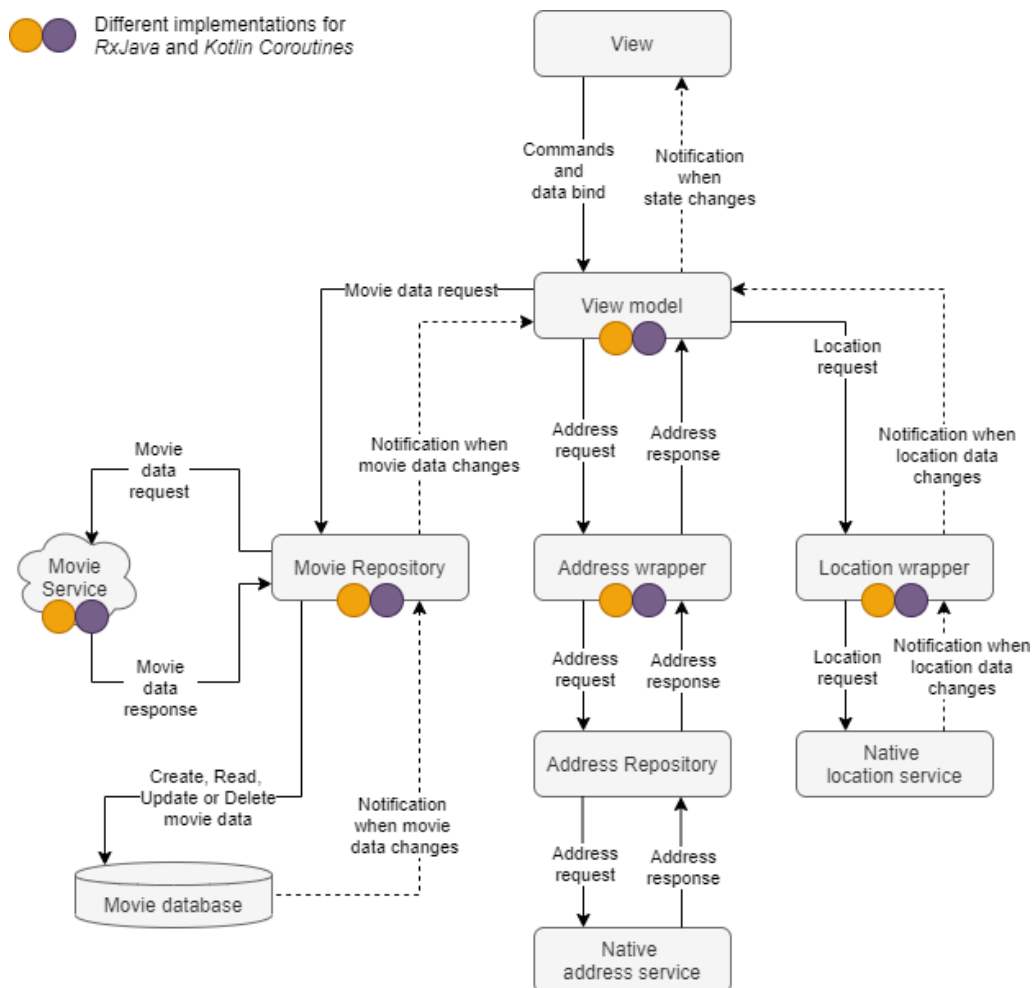 Different implementations for
RxJava and Kotlin Coroutines
View
Commands
and
data bind
Notification
when
state changes
Movie data request
View model
Location
request
Notification when
movie data changes
Address
request
Address
response
Notification when
location data
changes
Movie
data
request
Movie
Service
Movie Repository
Address wrapper
Location wrapper
Movie
data
response
Address
request
Address
response
Location
request
Notification when
location data
changes
Address Repository
Native
location service
Create, Read,
Update or Delete
movie data
Notification
when movie
data changes
Address
request
Address
response
Movie database
Native
address service